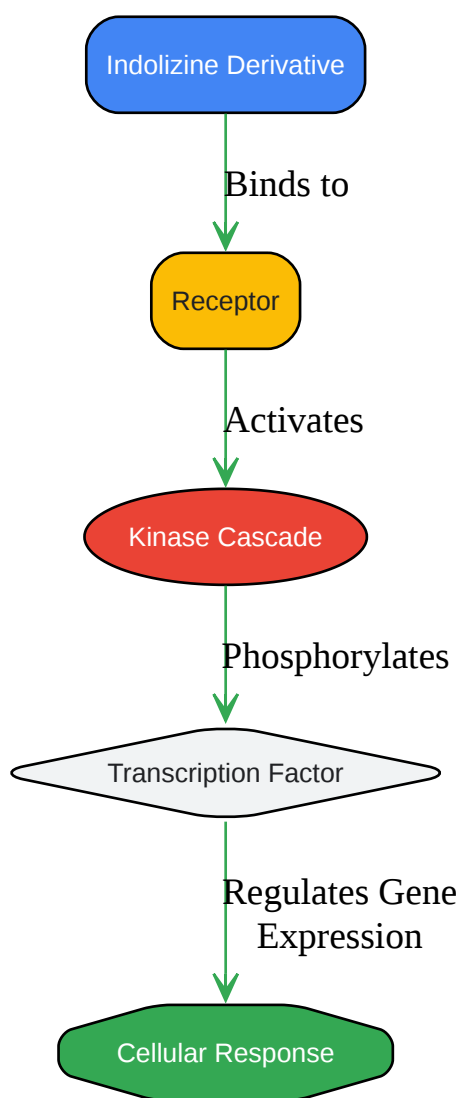 Indolizine Derivative
Binds to
Receptor
Activates
Kinase Cascade
Phosphorylates
Transcription Factor
Regulates Gene
Expression
Cellular Response